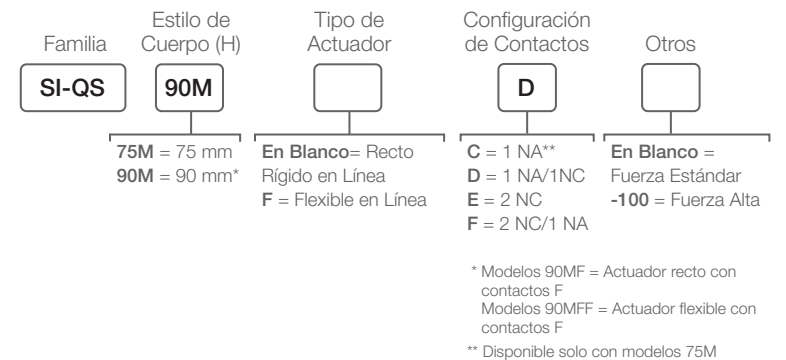 Familia
Estilo de
Cuerpo (H)
Tipo de
Actuador
Configuración
de Contactos
Otros
SI-QS
90M
D
75M = 75 mm
90M = 90 mm*
En Blanco= Recto
Rígido en Línea
F = Flexible en Línea
C = 1 NA**
D = 1 NA/1NC
E = 2 NC
F = 2 NC/1 NA
En Blanco =
Fuerza Estándar
-100 = Fuerza Alta
* Modelos 90MF = Actuador recto con
contactos F
Modelos 90MFF = Actuador flexible con
contactos F
** Disponible solo con modelos 75M